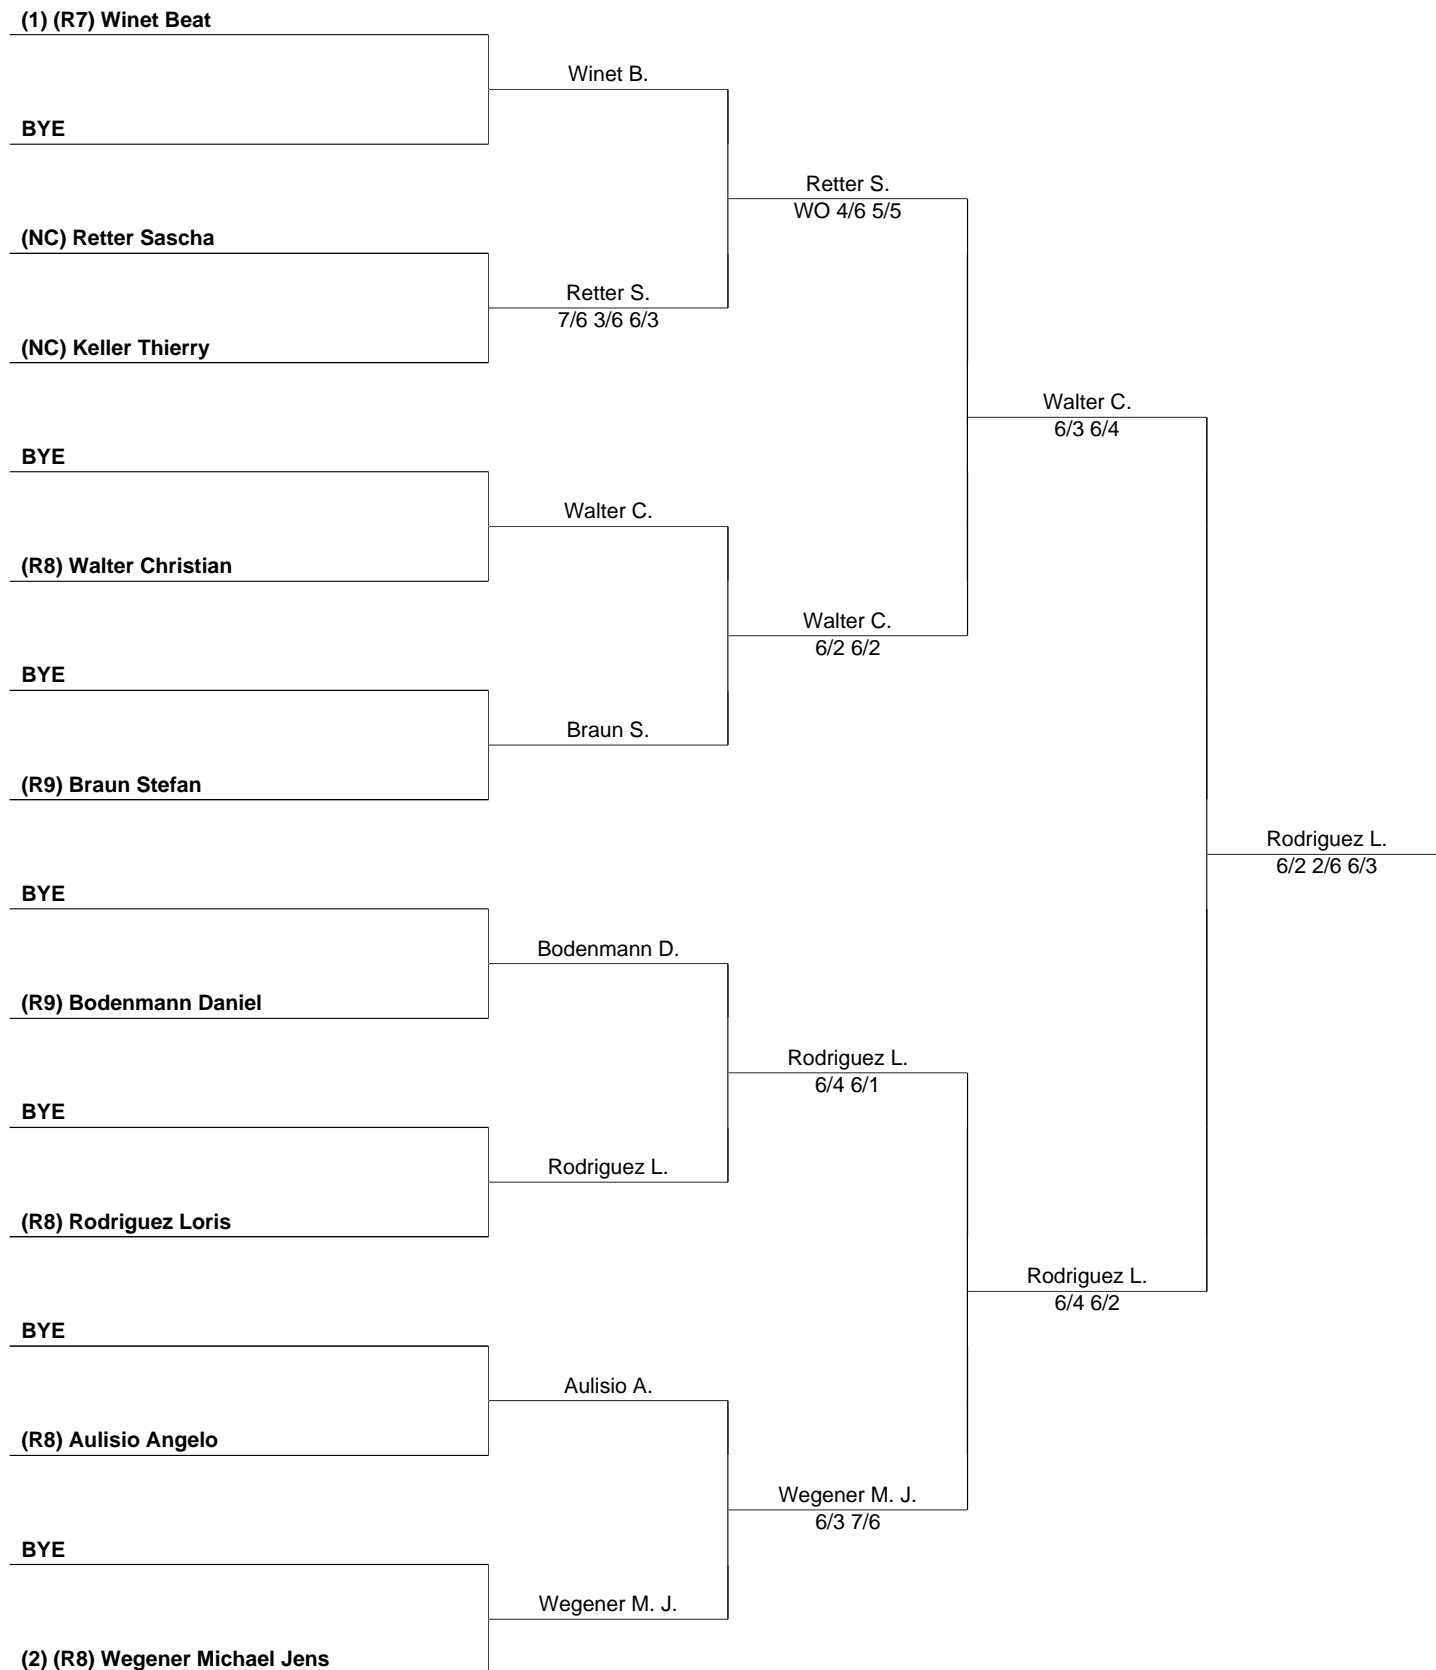 (1) (R7) Winet Beat
Winet B.
BYE
Retter S.
WO 4/6 5/5
(NC) Retter Sascha
Retter S.
7/6 3/6 6/3
(NC) Keller Thierry
Walter C.
6/3 6/4
BYE
Walter C.
(R8) Walter Christian
Walter C.
6/2 6/2
BYE
Braun S.
(R9) Braun Stefan
Rodriguez L.
6/2 2/6 6/3
BYE
Bodenmann D.
(R9) Bodenmann Daniel
Rodriguez L.
6/4 6/1
BYE
Rodriguez L.
(R8) Rodriguez Loris
Rodriguez L.
6/4 6/2
BYE
Aulisio A.
(R8) Aulisio Angelo
Wegener M. J.
6/3 7/6
BYE
Wegener M. J.
(2) (R8) Wegener Michael Jens